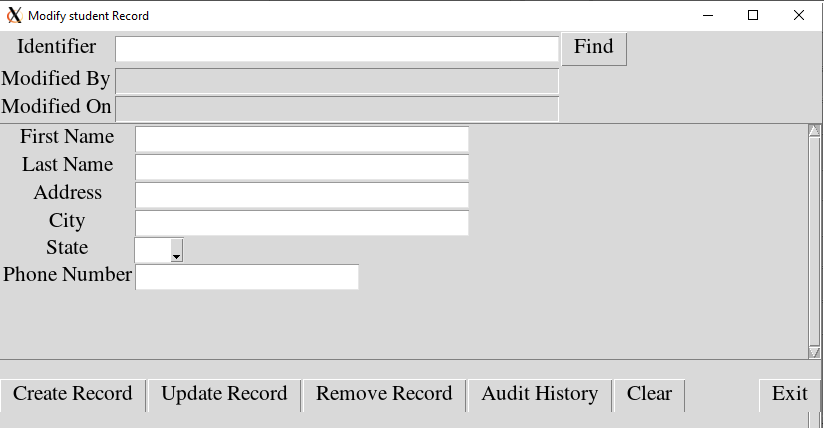 Modify student Record
Identifier Find
Modified By
Modified On
First Name
Last Name
Address
City
State
Phone Number
Create Record Update Record Remove Record Audit History Clear Exit